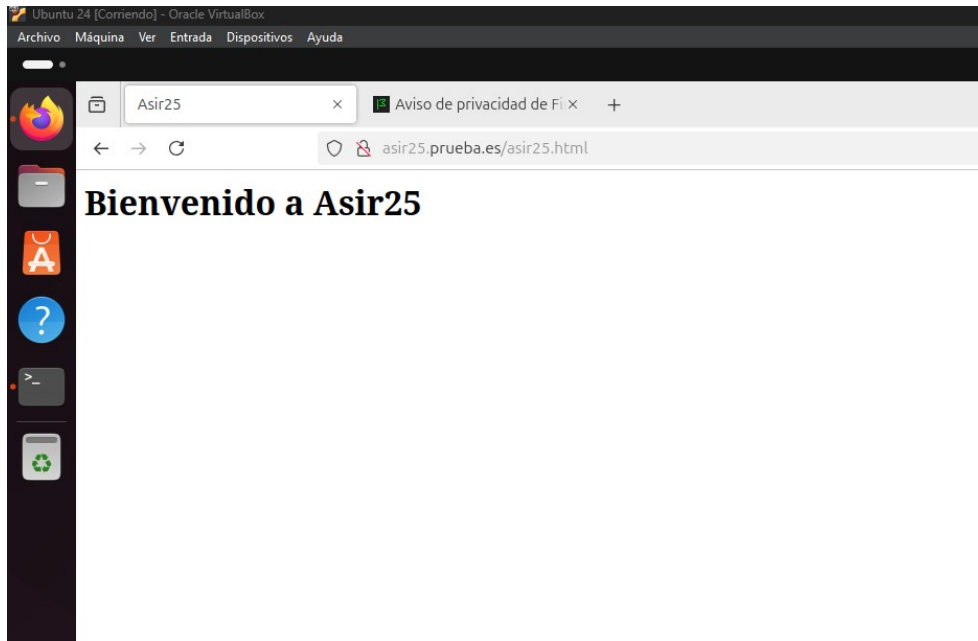 Ubuntu 24 [Corriendo] - Oracle VirtualBox
Archivo Máquina Ver Entrada Dispositivos Ayuda
Asir25
Aviso de privacidad de Fi
asir25.prueba.es/asir25.html
Bienvenido a Asir25